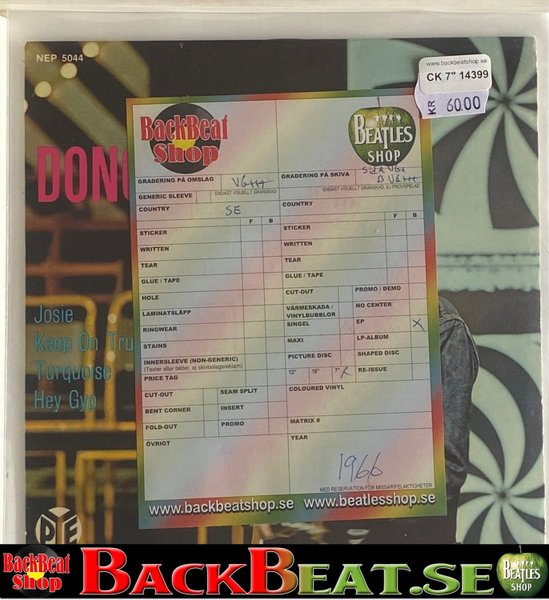 NEP 5044
www.backbeatshop.se
CK 7" 14399
KR 6000
DON
BackBeat Shop
BEATLES SHOP
GRADERING PÅ OMSLAG VG+++
ENDAST VISUELLT GRANSKAD
GRADERING PÅ SKIVA
B VG+++
ENDAST VISUELLT GRANSKAD, EJ PROVSPELAD
GENERIC SLEEVE
COUNTRY SE
COUNTRY
F B
F B
STICKER
STICKER
WRITTEN
WRITTEN
TEAR
TEAR
GLUE / TAPE
GLUE / TAPE
HOLE
CUT-OUT
PROMO / DEMO
LAMINATSLÄPP
VÄRMESKADA / VINYLBUBBLOR
NO CENTER
RINGWEAR
SINGEL
EP X
STAINS
MAXI
LP-ALBUM
INNERSLEEVE (NON-GENERIC)
(Texter eller bilder, ej skivbolagsreklam)
PICTURE DISC
SHAPED DISC
PRICE TAG
12" 10" 7" X
RE-ISSUE
CUT-OUT
SEAM SPLIT
COLOURED VINYL
BENT CORNER
INSERT
FOLD-OUT
PROMO
MATRIX #
ÖVRIGT
YEAR
1966
MED RESERVATION FÖR MISSARIFELAKTIGHETER
Josie
Keep On Tru
Turquoise
Hey Gyp
www.backbeatshop.se www.beatlesshop.se
PYE
BackBeat Shop
BACKBEAT.SE
BEATLES SHOP